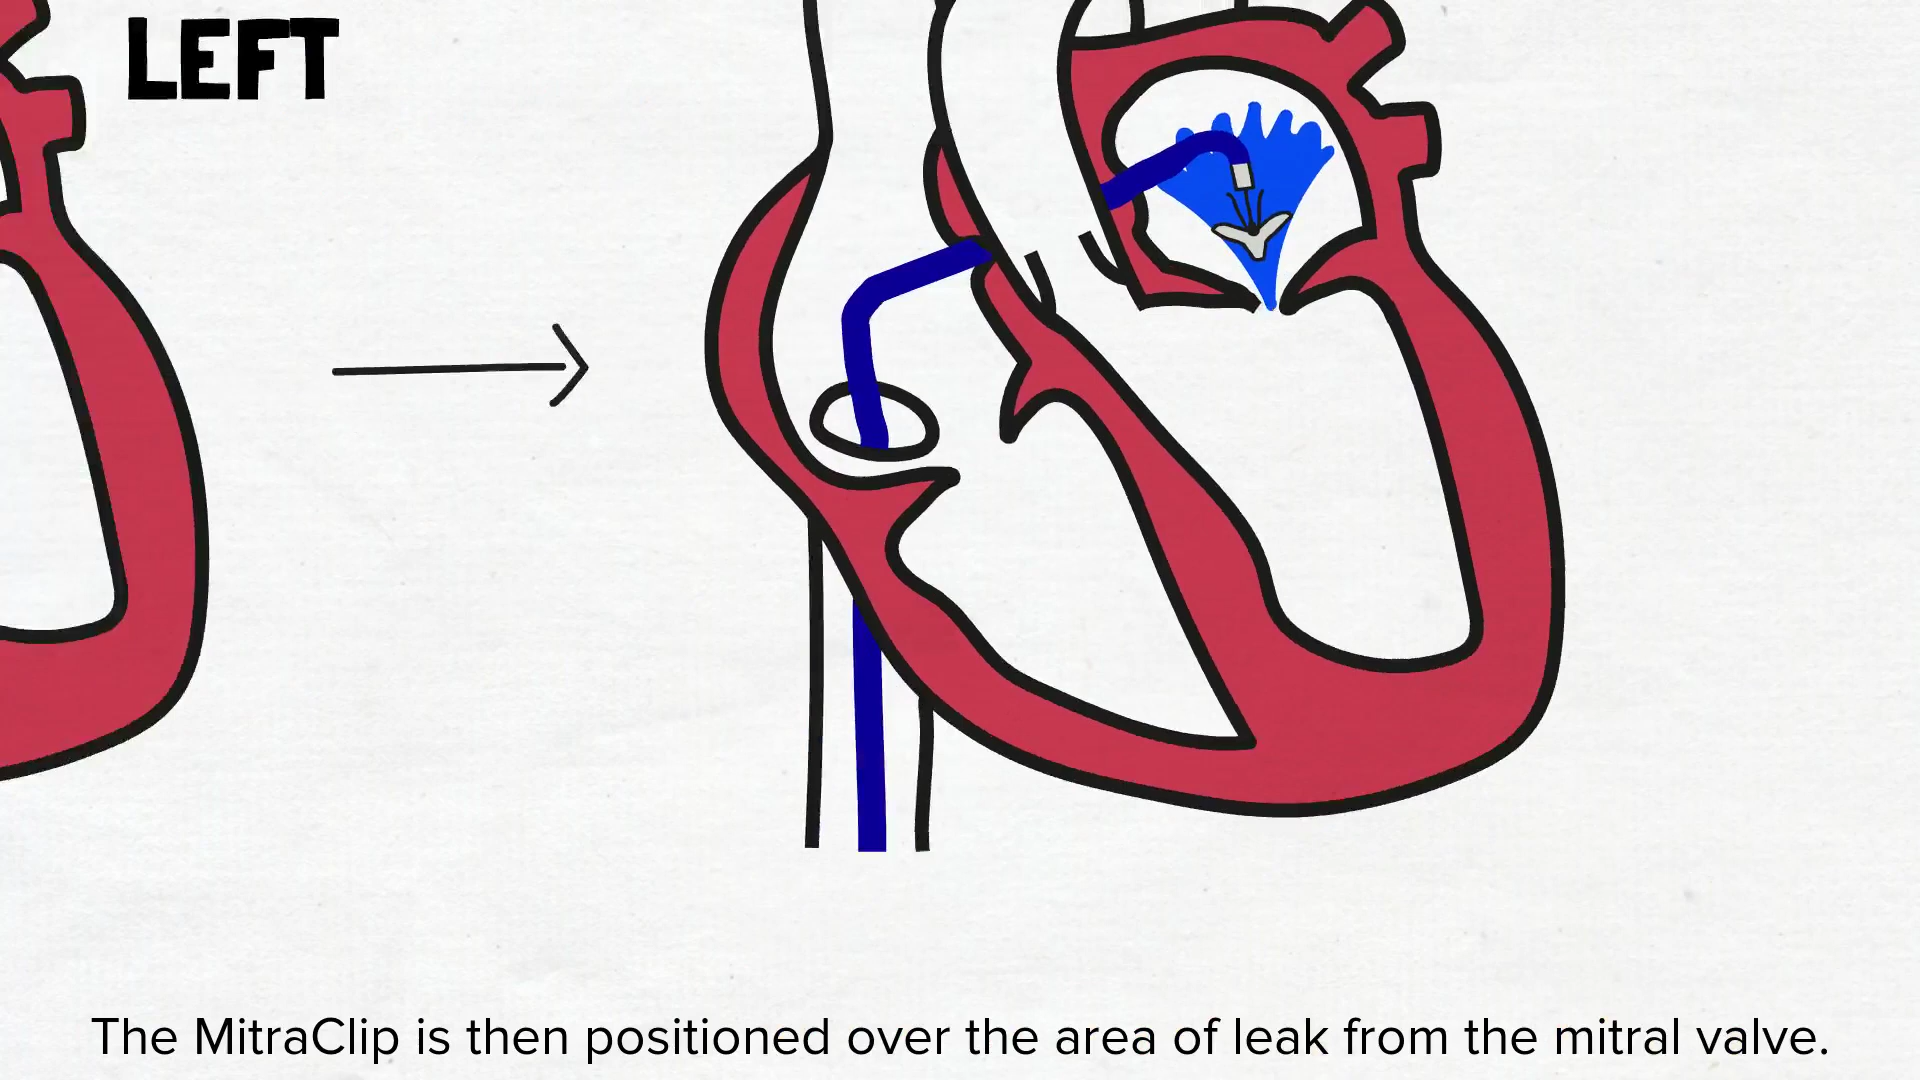 LEFT
The MitraClip is then positioned over the area of leak from the mitral valve.